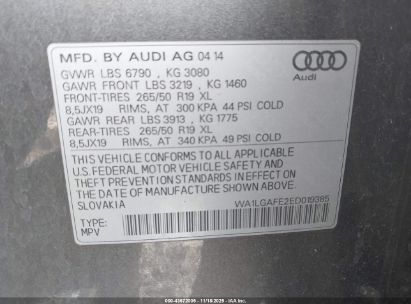 MFD. BY AUDI AG 04 14
GVWR LBS 6790 , KG 3080
GAWR FRONT LBS 3219 , KG 1460
FRONT-TIRES 265/50 R19 XL
8,5JX19 RIMS, AT 300 KPA 44 PSI COLD
GAWR REAR LBS 3913 , KG 1775
REAR-TIRES 265/50 R19 XL
8,5JX19 RIMS, AT 340 KPA 49 PSI COLD
Audi
THIS VEHICLE CONFORMS TO ALL APPLICABLE
U.S. FEDERAL MOTOR VEHICLE SAFETY AND
THEFT PREVENTION STANDARDS IN EFFECT ON
THE DATE OF MANUFACTURE SHOWN ABOVE.
SLOVAKIA
WA1LGAFE2ED019385
TYPE:
MPV